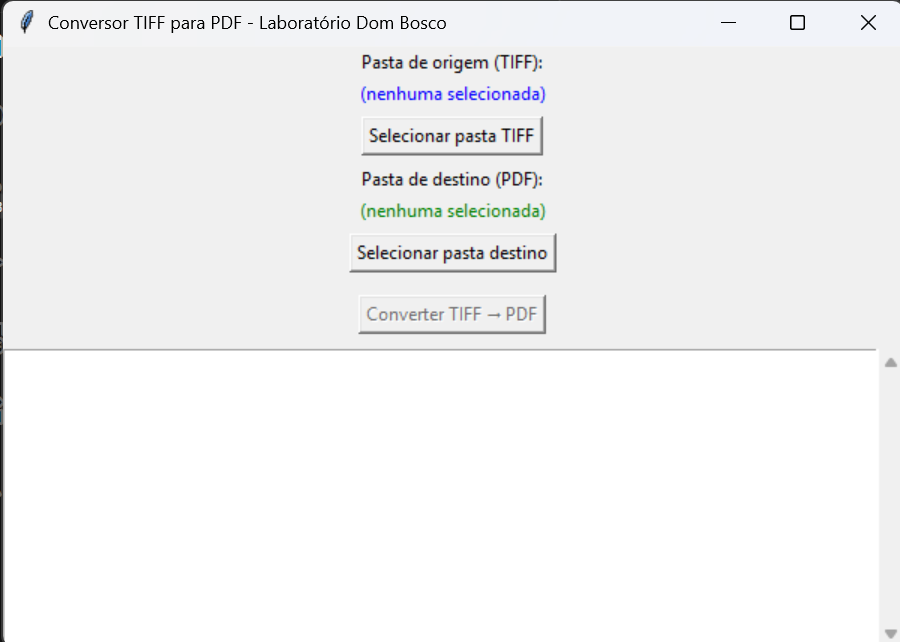 Conversor TIFF para PDF - Laboratório Dom Bosco
Pasta de origem (TIFF):
(nenhuma selecionada)
Selecionar pasta TIFF
Pasta de destino (PDF):
(nenhuma selecionada)
Selecionar pasta destino
Converter TIFF → PDF